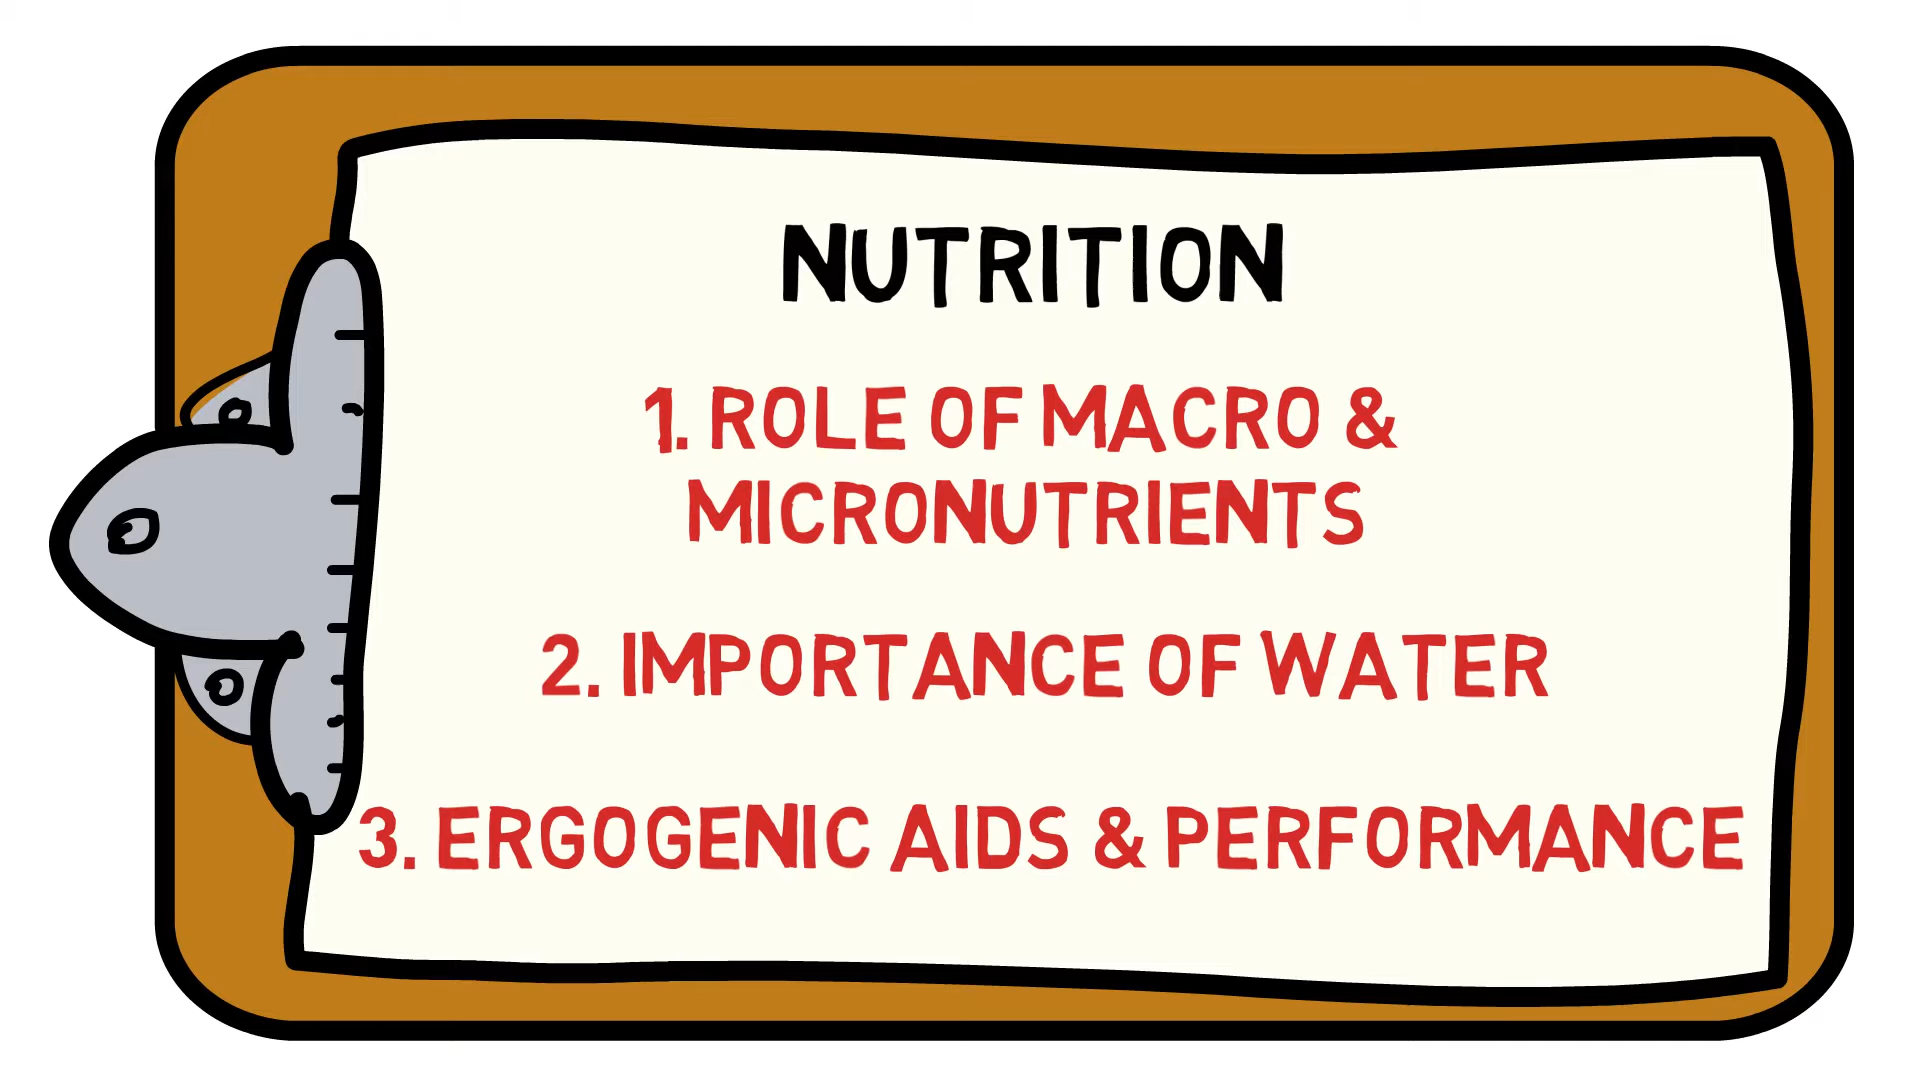 NUTRITION
1. ROLE OF MACRO &
MICRONUTRIENTS
2. IMPORTANCE OF WATER
3. ERGOGENIC AIDS & PERFORMANCE